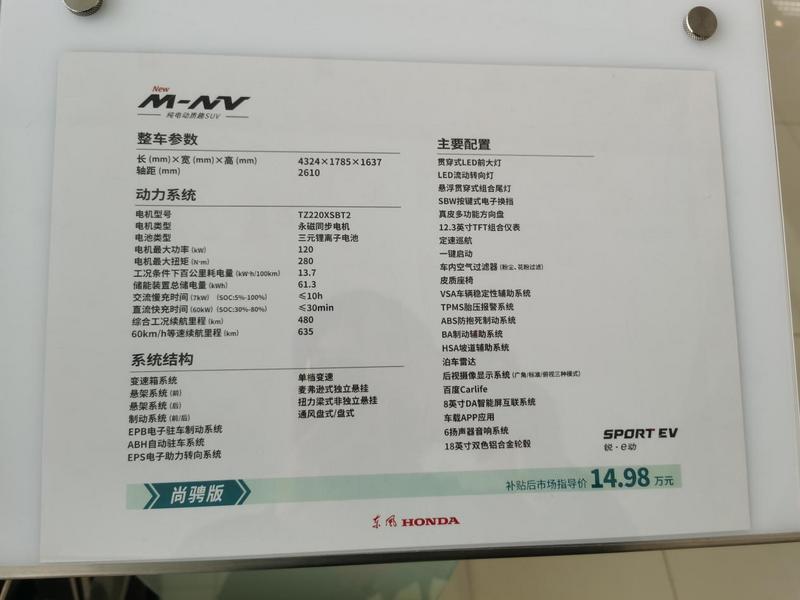 New
M-NV
纯电动质趣SUV
整车参数
长 (mm)×宽 (mm)×高 (mm) 4324×1785×1637
轴距 (mm) 2610
动力系统
电机型号 TZ220XSBT2
电机类型 永磁同步电机
电池类型 三元锂离子电池
电机最大功率 (kW) 120
电机最大扭矩 (N·m) 280
工况条件下百公里耗电量 (kW·h/100km) 13.7
储能装置总储电量 (kWh) 61.3
交流慢充时间 (7kW) (SOC:5%-100%) ≤10h
直流快充时间 (60kW) (SOC:30%-80%) ≤30min
综合工况续航里程 (km) 480
60km/h等速续航里程 (km) 635
系统结构
变速箱系统 单档变速
悬架系统 (前) 麦弗逊式独立悬挂
悬架系统 (后) 扭力梁式非独立悬挂
制动系统 (前/后) 通风盘式/盘式
EPB电子驻车制动系统
ABH自动驻车系统
EPS电子助力转向系统
主要配置
贯穿式LED前大灯
LED流动转向灯
悬浮贯穿式组合尾灯
SBW按键式电子换挡
真皮多功能方向盘
12.3英寸TFT组合仪表
定速巡航
一键启动
车内空气过滤器 (粉尘、花粉过滤)
皮质座椅
VSA车辆稳定性辅助系统
TPMS胎压报警系统
ABS防抱死制动系统
BA制动辅助系统
HSA坡道辅助系统
泊车雷达
后视摄像显示系统 (广角/标准/俯视三种模式)
百度Carlife
8英寸DA智能屏互联系统
车载APP应用
6扬声器音响系统
18英寸双色铝合金轮毂
SPORT EV
锐·e动
尚骋版 补贴后市场指导价 14.98 万元
东风 HONDA